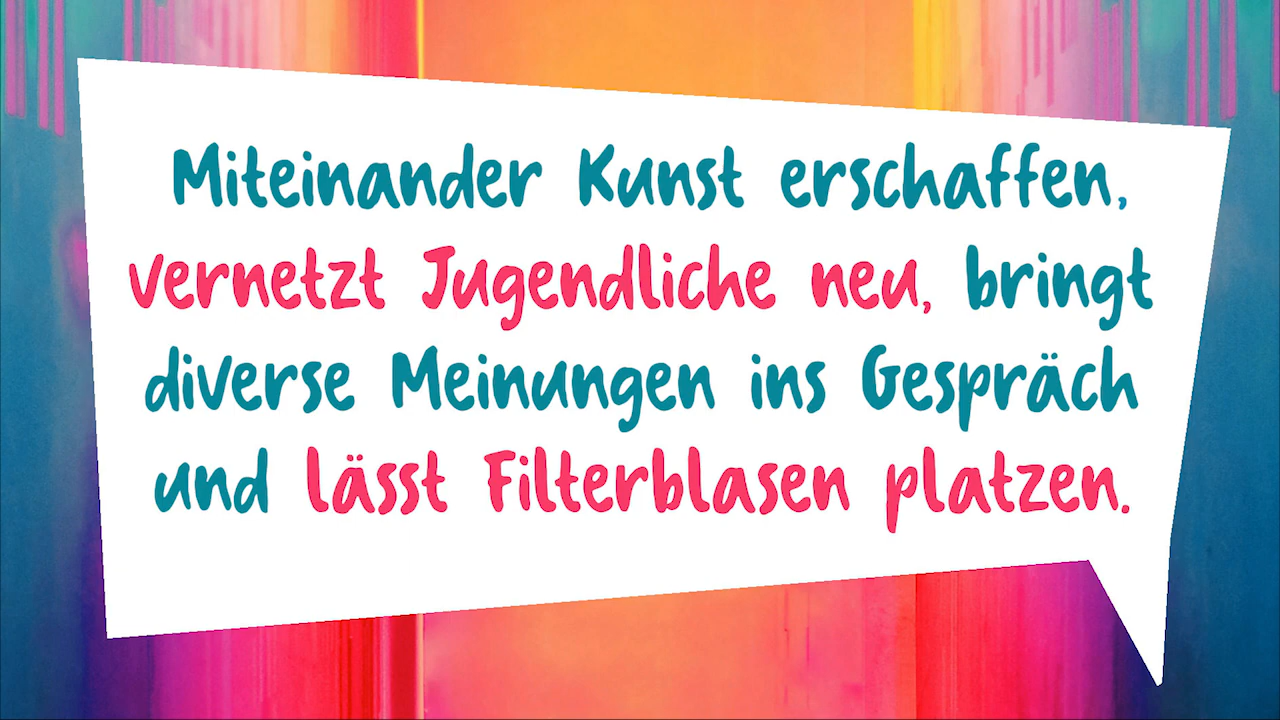 Miteinander Kunst erschaffen,
vernetzt Jugendliche neu, bringt
diverse Meinungen ins Gespräch
und lässt Filterblasen platzen.